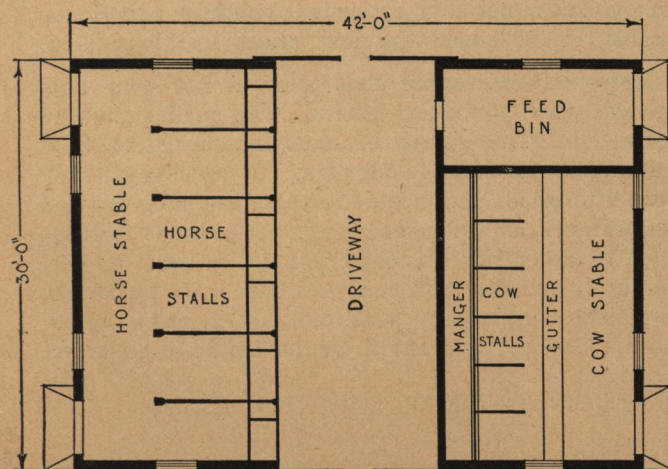 42'-0"
30'-0"
HORSE STABLE
HORSE
STALLS
DRIVEWAY
FEED
BIN
MANGER
COW
STALLS
GUTTER
COW STABLE